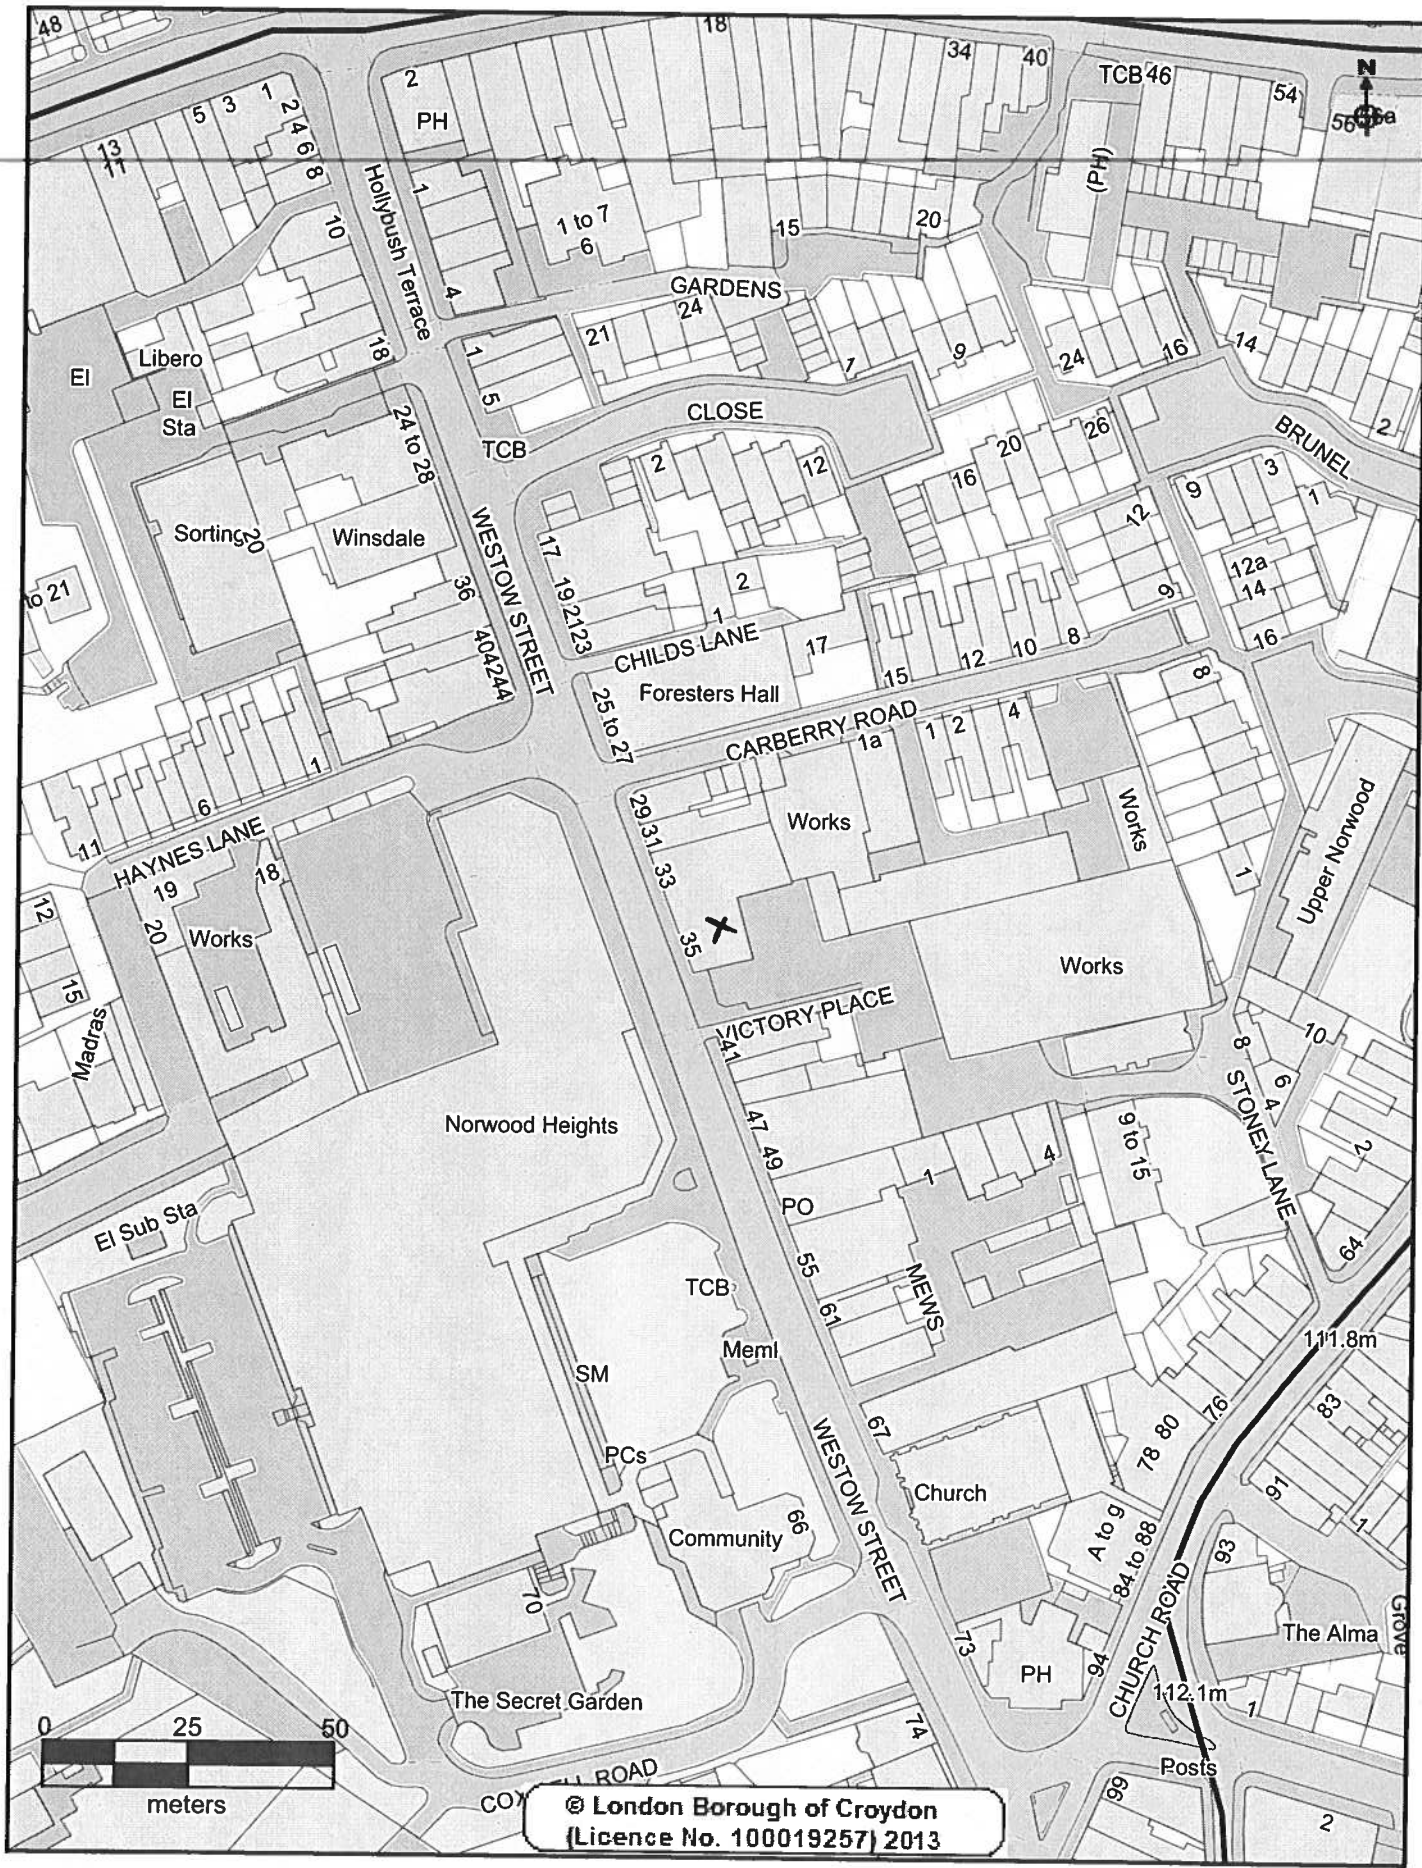 48
18
34
40
TCB 46
54
N
56
56a
2
PH
5
3
1
2
4
6
8
13
11
(PH)
Hollybush Terrace
1
10
1 to 7
6
15
20
4
GARDENS
24
21
18
1
5
Libero
El
El
Sta
1
9
24
16
14
2
CLOSE
TCB
24 to 28
2
12
16
20
26
BRUNEL
9
3
1
12
Sorting
20
Winsdale
WESTOW STREET
17
19
21
23
36
40
42
44
2
1
CHILDS LANE
17
to 21
12a
14
16
9
15
12
10
8
Foresters Hall
25 to 27
CARBERRY ROAD
1a
1
2
4
8
1
6
11
HAYNES LANE
29
31
33
35
Works
Works
Upper Norwood
1
19
18
20
Works
12
15
Madras
X
Works
VICTORY PLACE
41
10
8
6
4
STONEY LANE
2
Norwood Heights
47
49
PO
1
4
9 to 15
El Sub Sta
55
61
MEWS
64
TCB
Meml
111.8m
SM
PCs
67
Church
WESTOW STREET
76
78
80
83
91
1
A to g
84 to 88
93
Community
66
70
The Alma
Grove
73
PH
94
CHURCH ROAD
112.1m
1
The Secret Garden
74
Posts
99
2
0
25
50
meters
ROAD
© London Borough of Croydon
(Licence No. 100019257) 2013